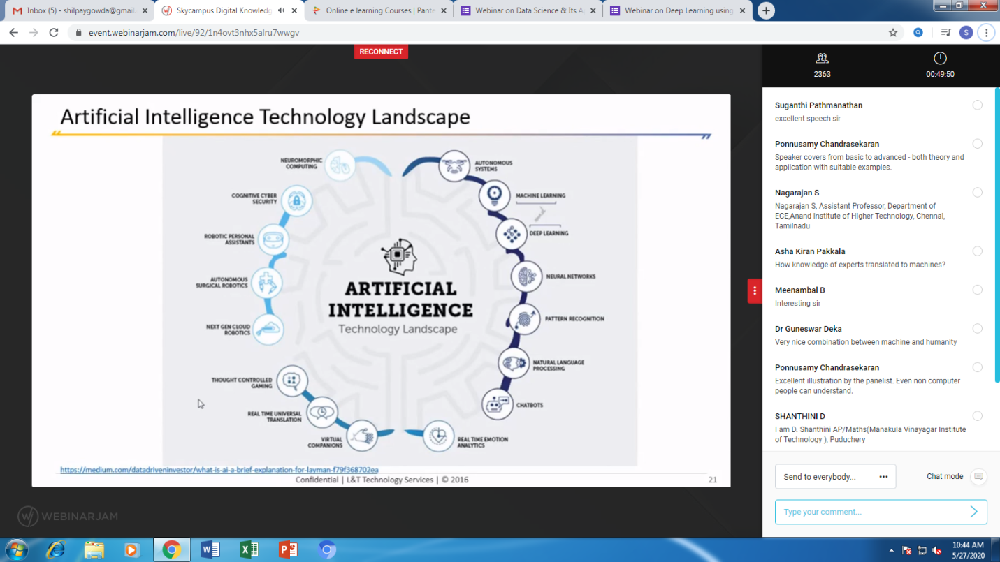 Inbox (5) - shilpaygowda@gmail.
Skycampus Digital Knowledg
Online e learning Courses | Pante
Webinar on Data Science & Its A
Webinar on Deep Learning using
event.webinarjam.com/live/92/1n4ovt3nhx5alru7wwgv
S
RECONNECT
2363
00:49:50
Artificial Intelligence Technology Landscape
NEUROMORPHIC
COMPUTING
COGNITIVE CYBER
SECURITY
ROBOTIC PERSONAL
ASSISTANTS
AUTONOMOUS
SURGICAL ROBOTICS
NEXT GEN CLOUD
ROBOTICS
THOUGHT CONTROLLED
GAMING
REAL TIME UNIVERSAL
TRANSLATION
VIRTUAL
COMPANIONS
ARTIFICIAL
INTELLIGENCE
Technology Landscape
AUTONOMOUS
SYSTEMS
MACHINE LEARNING
DEEP LEARNING
NEURAL NETWORKS
PATTERN RECOGNITION
NATURAL LANGUAGE
PROCESSING
CHATBOTS
REAL TIME EMOTION
ANALYTICS
https://medium.com/datadriveninvestor/what-is-ai-a-brief-explanation-for-layman-f79f368702ea
Confidential | L&T Technology Services | © 2016
21
WEBINARJAM
Suganthi Pathmanathan
excellent speech sir
Ponnusamy Chandrasekaran
Speaker covers from basic to advanced - both theory and
application with suitable examples.
Nagarajan S
Nagarajan S, Assistant Professor, Department of
ECE,Anand Institute of Higher Technology, Chennai,
Tamilnadu
Asha Kiran Pakkala
How knowledge of experts translated to machines?
Meenambal B
Interesting sir
Dr Guneswar Deka
Very nice combination between machine and humanity
Ponnusamy Chandrasekaran
Excellent illustration by the panelist. Even non computer
people can understand.
SHANTHINI D
I am D. Shanthini AP/Maths(Manakula Vinayagar Institute
of Technology ), Puduchery
Send to everybody...
Chat mode
Type your comment...
10:44 AM
5/27/2020